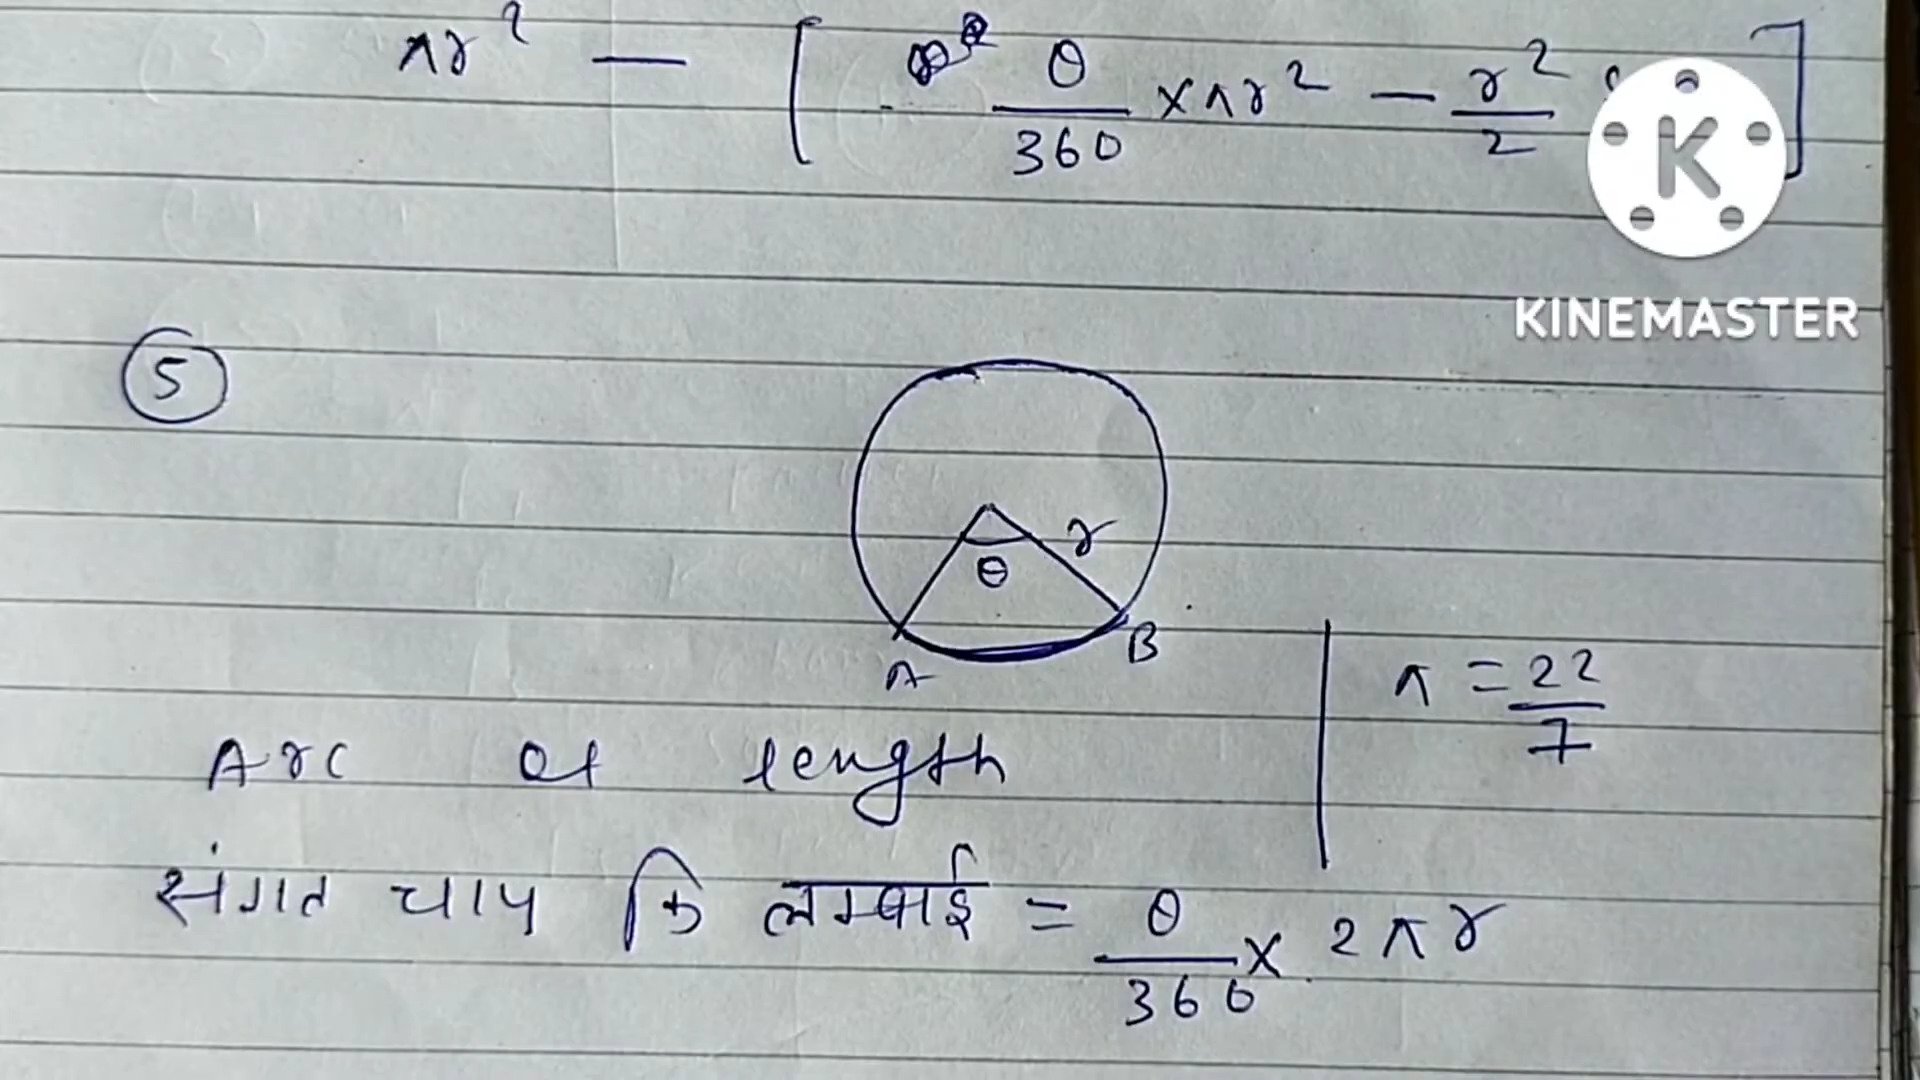 πr² — [ θ/360 × πr² — r²/2 ]
K
KINEMASTER
5
r
θ
A B
π = 22/7
Arc of length
संगत चाप कि लम्बाई = θ/360 × 2πr